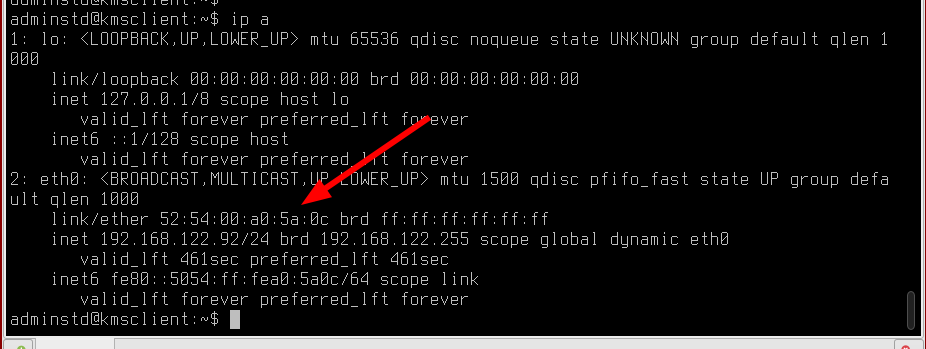 adminstd@kmsclient:~$
adminstd@kmsclient:~$ ip a
1: lo: <LOOPBACK,UP,LOWER_UP> mtu 65536 qdisc noqueue state UNKNOWN group default qlen 1
000
    link/loopback 00:00:00:00:00:00 brd 00:00:00:00:00:00
    inet 127.0.0.1/8 scope host lo
       valid_lft forever preferred_lft forever
    inet6 ::1/128 scope host
       valid_lft forever preferred_lft forever
2: eth0: <BROADCAST,MULTICAST,UP,LOWER_UP> mtu 1500 qdisc pfifo_fast state UP group defa
ult qlen 1000
    link/ether 52:54:00:a0:5a:0c brd ff:ff:ff:ff:ff:ff
    inet 192.168.122.92/24 brd 192.168.122.255 scope global dynamic eth0
       valid_lft 461sec preferred_lft 461sec
    inet6 fe80::5054:ff:fea0:5a0c/64 scope link
       valid_lft forever preferred_lft forever
adminstd@kmsclient:~$